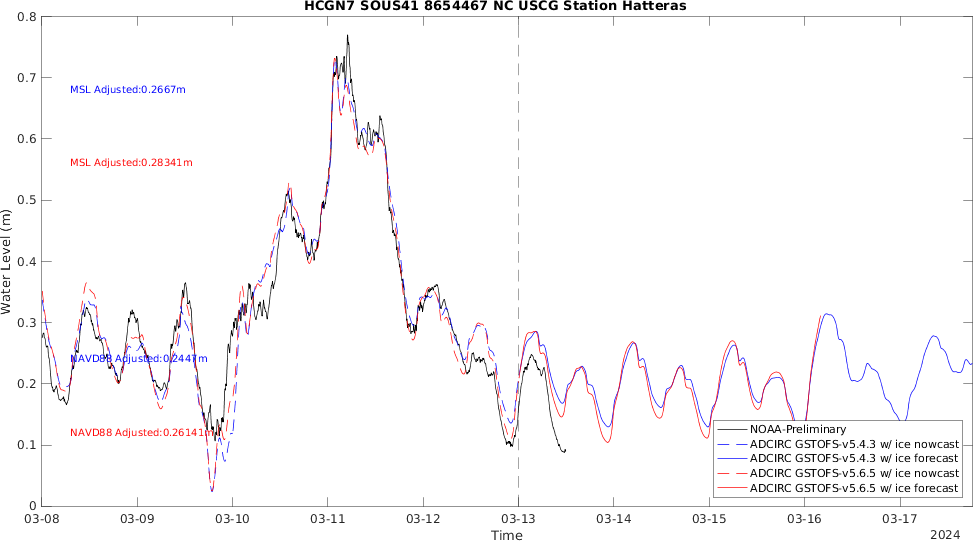 HCGN7 SOUS41 8654467 NC USCG Station Hatteras
0.8
0.7
0.6
0.5
0.4
0.3
0.2
0.1
0
Water Level (m)
MSL Adjusted:0.2667m
MSL Adjusted:0.28341m
NAVD88 Adjusted:0.2447m
NAVD88 Adjusted:0.26141m
NOAA-Preliminary
ADCIRC GSTOFS-v5.4.3 w/ ice nowcast
ADCIRC GSTOFS-v5.4.3 w/ ice forecast
ADCIRC GSTOFS-v5.6.5 w/ ice nowcast
ADCIRC GSTOFS-v5.6.5 w/ ice forecast
03-08 03-09 03-10 03-11 03-12 03-13 03-14 03-15 03-16 03-17
Time
2024